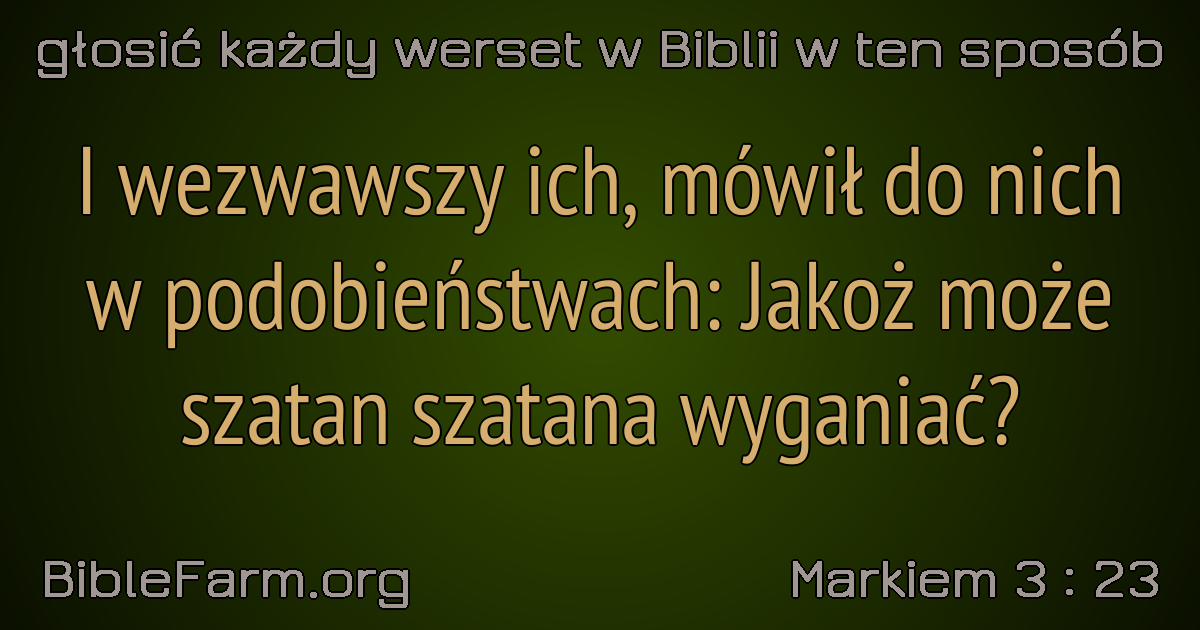 głosić każdy werset w Biblii w ten sposób
I wezwawszy ich, mówił do nich
w podobieństwach: Jakoż może
szatan szatana wyganiać?
BibleFarm.org
Markiem 3 : 23